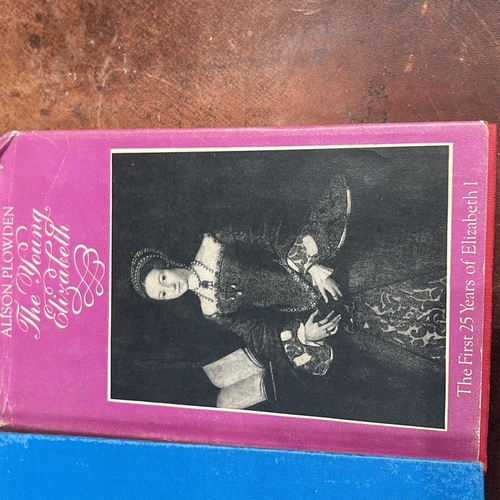 ALISON PLOWDEN
The Young
Elizabeth
The First 25 Years of Elizabeth I